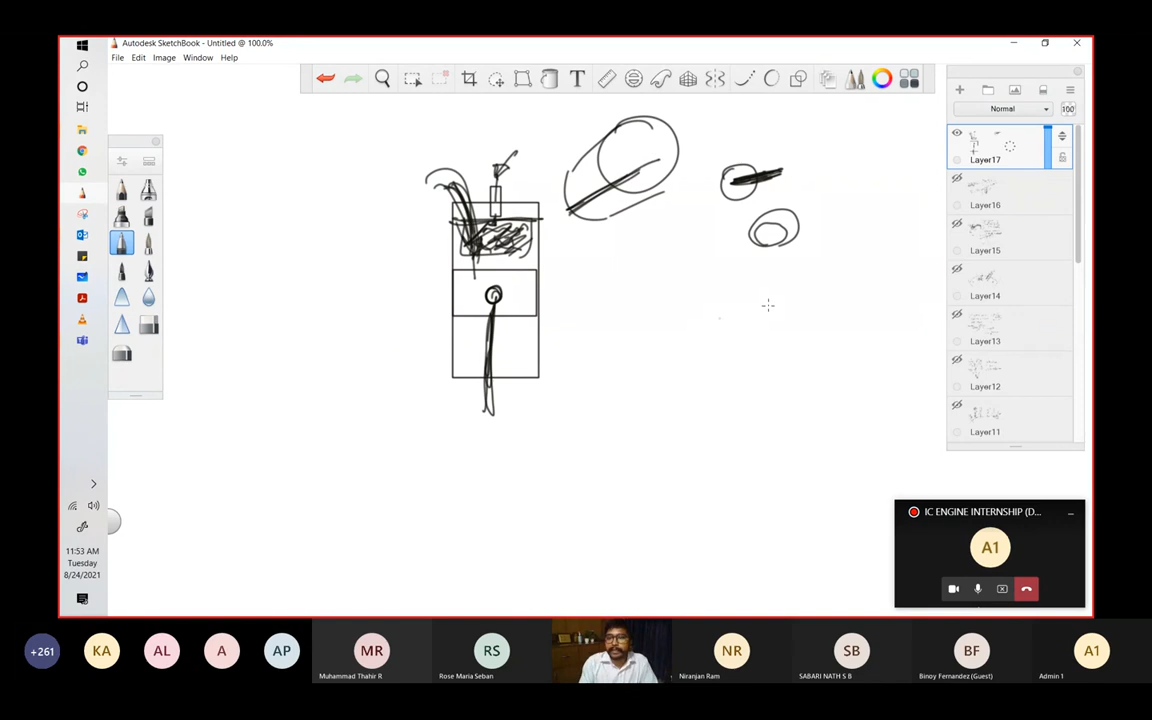 Autodesk SketchBook - Untitled @ 100.0%
File Edit Image Window Help
T
Normal
100
Layer17
Layer16
Layer15
Layer14
Layer13
Layer12
Layer11
11:53 AM
Tuesday
8/24/2021
IC ENGINE INTERNSHIP (D...
A1
+261
KA
AL
A
AP
MR
Muhammad Thahir R
RS
Rose Maria Seban
NR
Niranjan Ram
SB
SABARI NATH S B
BF
Binoy Fernandez (Guest)
A1
Admin 1